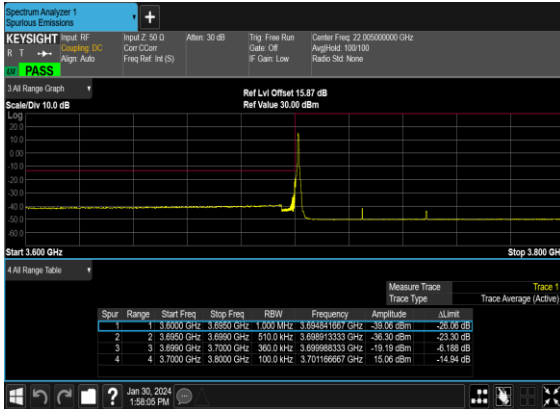 Spectrum Analyzer 1
Spurious Emissions
+
KEYSIGHT Input: RF Input Z: 50 Ω Atten: 30 dB Trig: Free Run Center Freq: 22.005000000 GHz
R T Coupling: DC Corr CCorr Gate: Off Avg|Hold: 100/100
Align: Auto Freq Ref: Int (S) IF Gain: Low Radio Std: None
PASS
3 All Range Graph
Ref Lvl Offset 15.87 dB
Scale/Div 10.0 dB Ref Value 30.00 dBm
Log
20.0
10.0
0.00
-10.0
-20.0
-30.0
-40.0
-50.0
-60.0
Start 3.600 GHz Stop 3.800 GH
4 All Range Table
Measure Trace Trace 1
Trace Type Trace Average (Active)
Spur Range Start Freq Stop Freq RBW Frequency Amplitude ΔLimit
1 1 3.6000 GHz 3.6950 GHz 1.000 MHz 3.694841667 GHz -39.06 dBm -26.06 dB
2 2 3.6950 GHz 3.6990 GHz 510.0 kHz 3.698913333 GHz -36.30 dBm -23.30 dB
3 3 3.6990 GHz 3.7000 GHz 360.0 kHz 3.699988333 GHz -19.19 dBm -6.188 dB
4 4 3.7000 GHz 3.8000 GHz 100.0 kHz 3.701166667 GHz 15.06 dBm -14.94 dB
?
Jan 30, 2024
1:58:05 PM